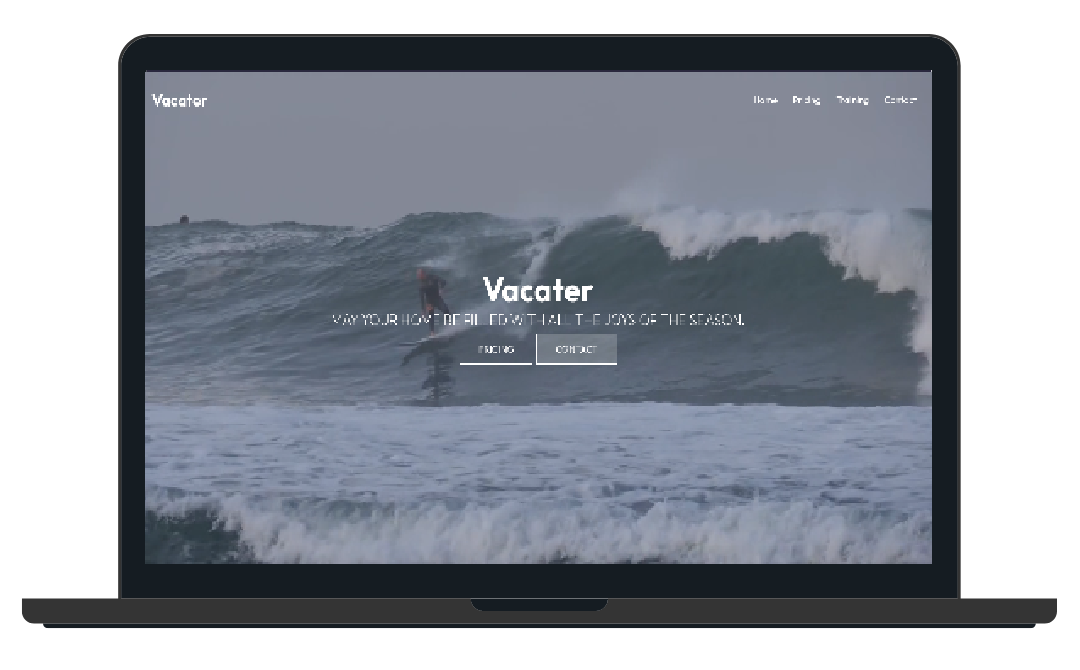 Vacater
Home Pricing Training Contact
Vacater
MAY YOUR HOME BE FILLED WITH ALL THE JOYS OF THE SEASON.
PRICING CONTACT